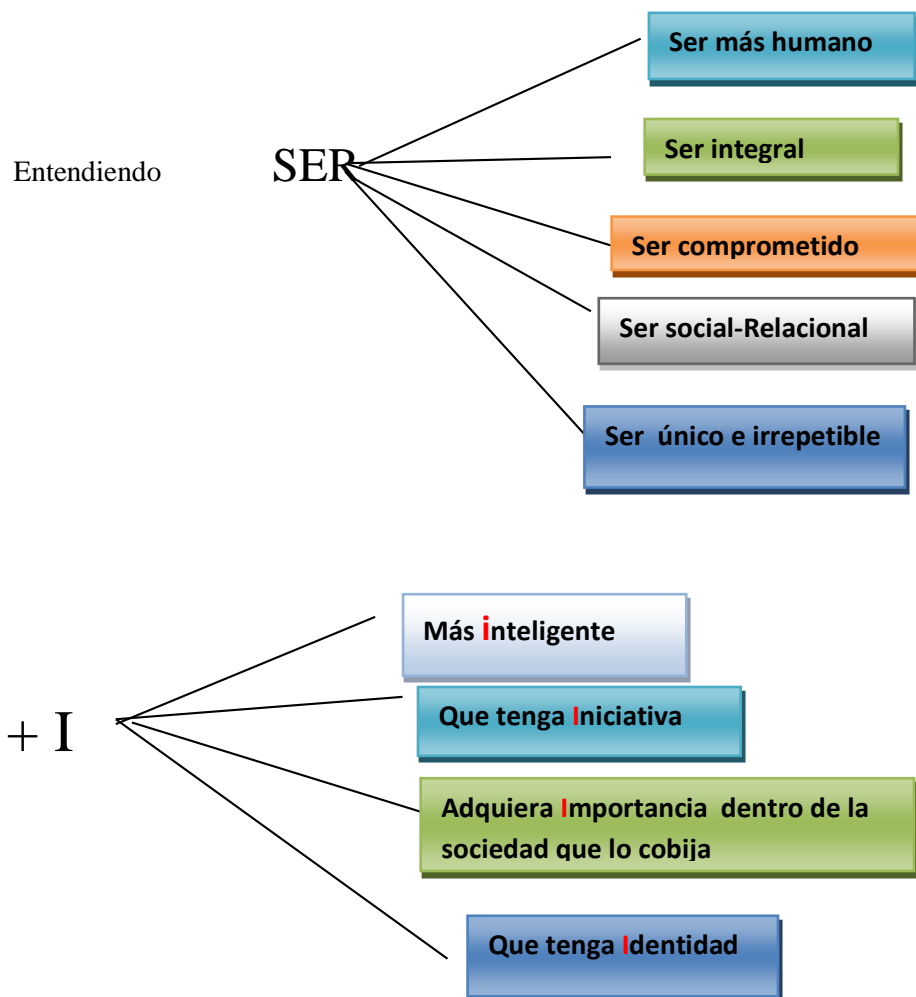 Ser más humano
Entendiendo SER
Ser integral
Ser comprometido
Ser social-Relacional
Ser único e irrepetible
+ I
Más inteligente
Que tenga Iniciativa
Adquiera Importancia dentro de la
sociedad que lo cobija
Que tenga Identidad